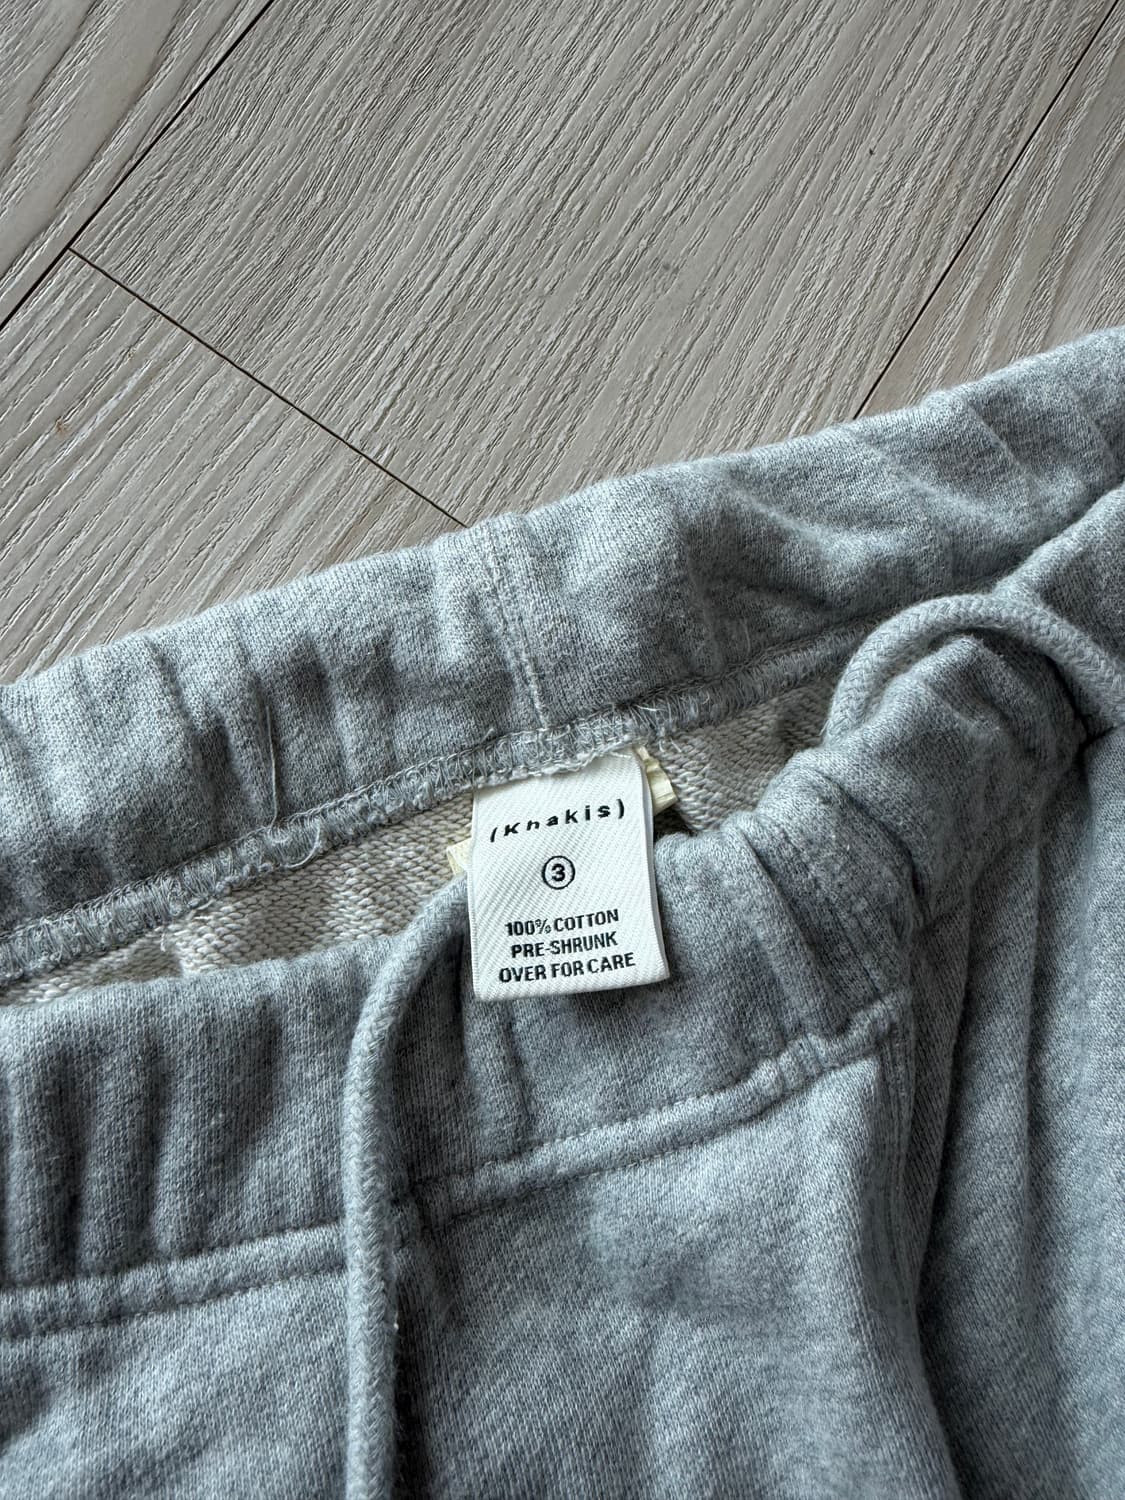 (Khakis)
3
100% COTTON
PRE-SHRUNK
OVER FOR CARE